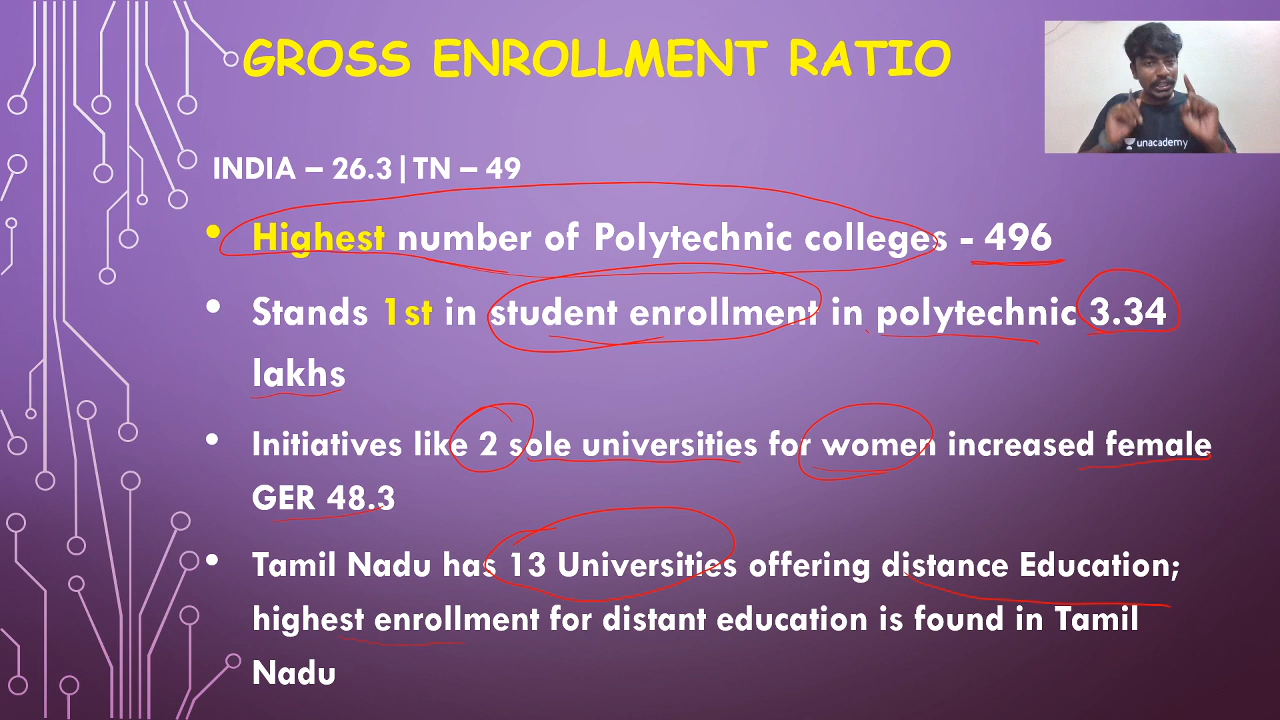 GROSS ENROLLMENT RATIO
unacademy
INDIA – 26.3|TN – 49
• Highest number of Polytechnic colleges - 496
• Stands 1st in student enrollment in polytechnic 3.34
lakhs
• Initiatives like 2 sole universities for women increased female
GER 48.3
• Tamil Nadu has 13 Universities offering distance Education;
highest enrollment for distant education is found in Tamil
Nadu